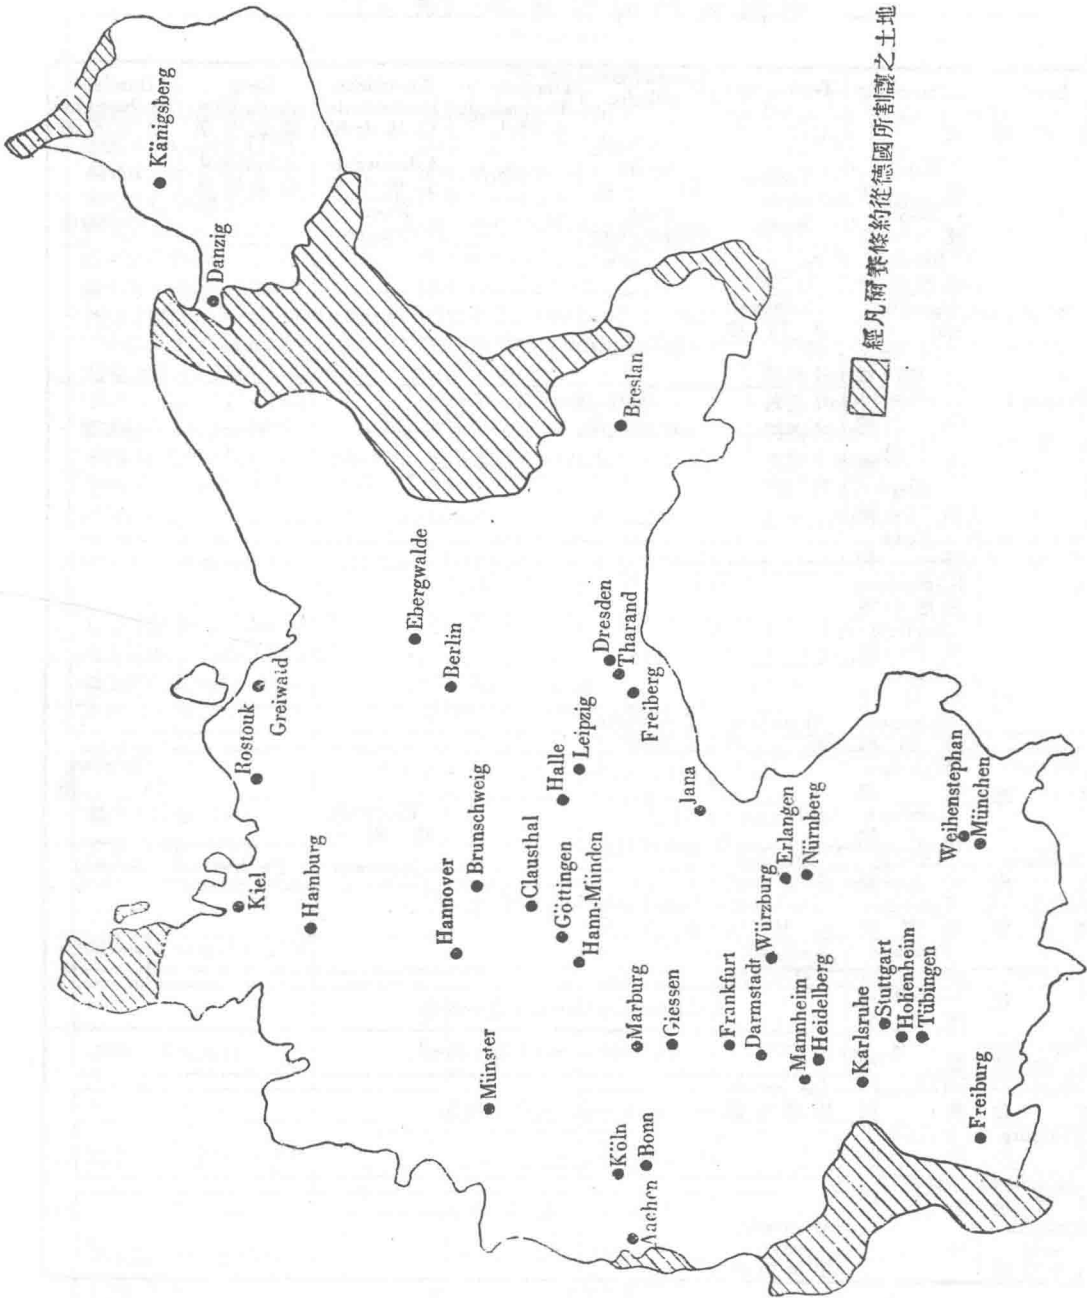 Känigsberg
Danzig
Breslan
Ebergwalde
Berlin
Dresden
Tharand
Freiberg
Greiwald
Rostouk
Leipzig
Halle
Jana
Kiel
Hamburg
Hannover
Brunschweig
Clausthal
Göttingen
Hann-Münden
Erlangen
Nürnberg
Würzburg
Weihenstephan
München
Münster
Marburg
Giessen
Frankfurt
Darmstadt
Mannheim
Heidelberg
Karlsruhe
Stuttgart
Hohenheim
Tübingen
Köln
Bonn
Aachen
Freiburg
經凡爾賽條約從德國所割讓之土地